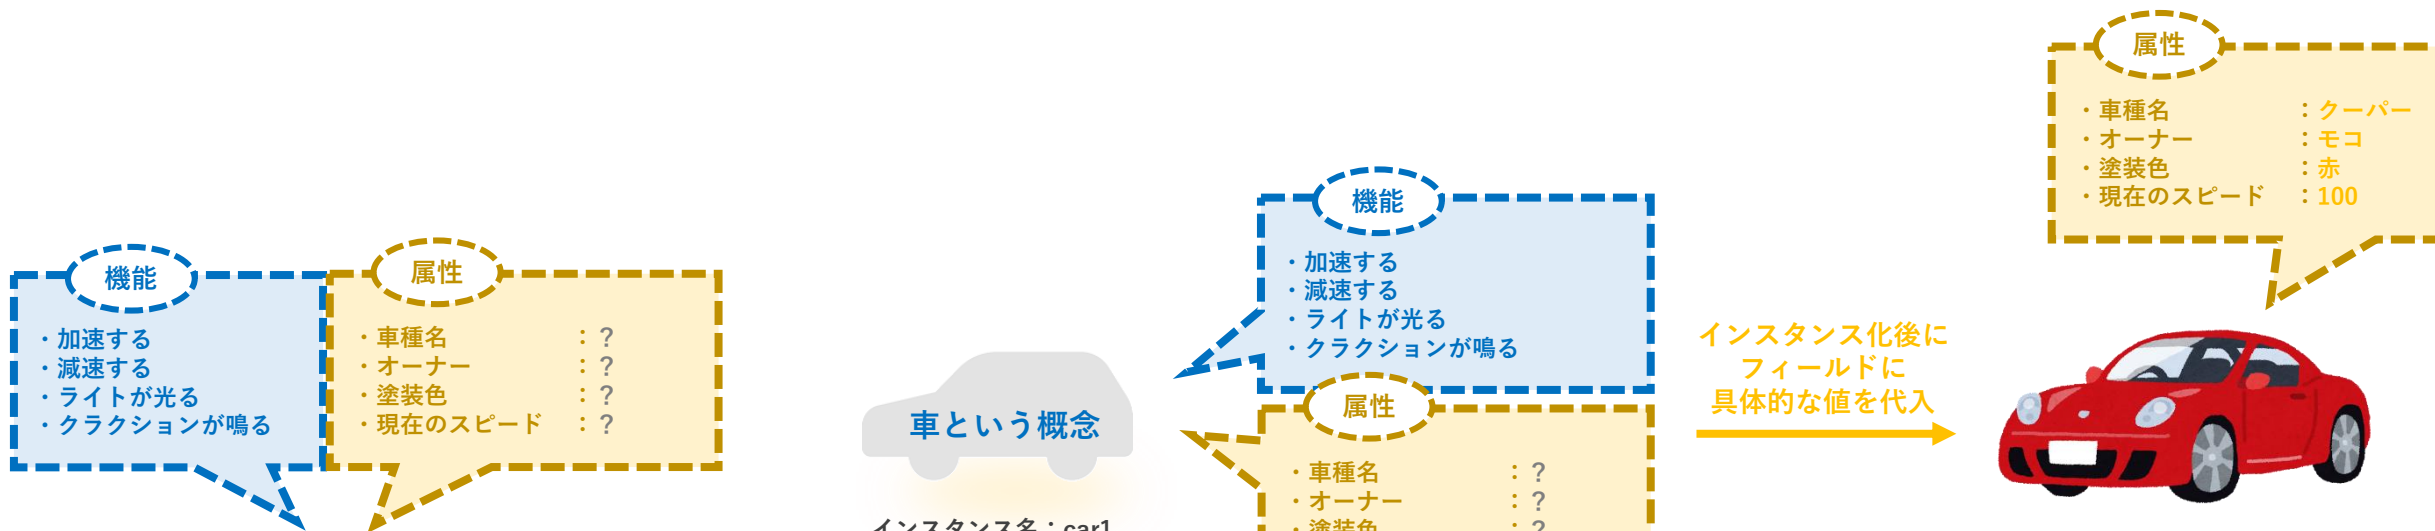 機能
・加速する
・減速する
・ライトが光る
・クラクションが鳴る
属性
・車種名 ：？
・オーナー ：？
・塗装色 ：？
・現在のスピード ：？
車という概念
インスタンス名：car1
機能
・加速する
・減速する
・ライトが光る
・クラクションが鳴る
属性
・車種名 ：？
・オーナー ：？
・塗装色 ：？
インスタンス化後に
フィールドに
具体的な値を代入
属性
・車種名 ：クーパー
・オーナー ：モコ
・塗装色 ：赤
・現在のスピード ：100